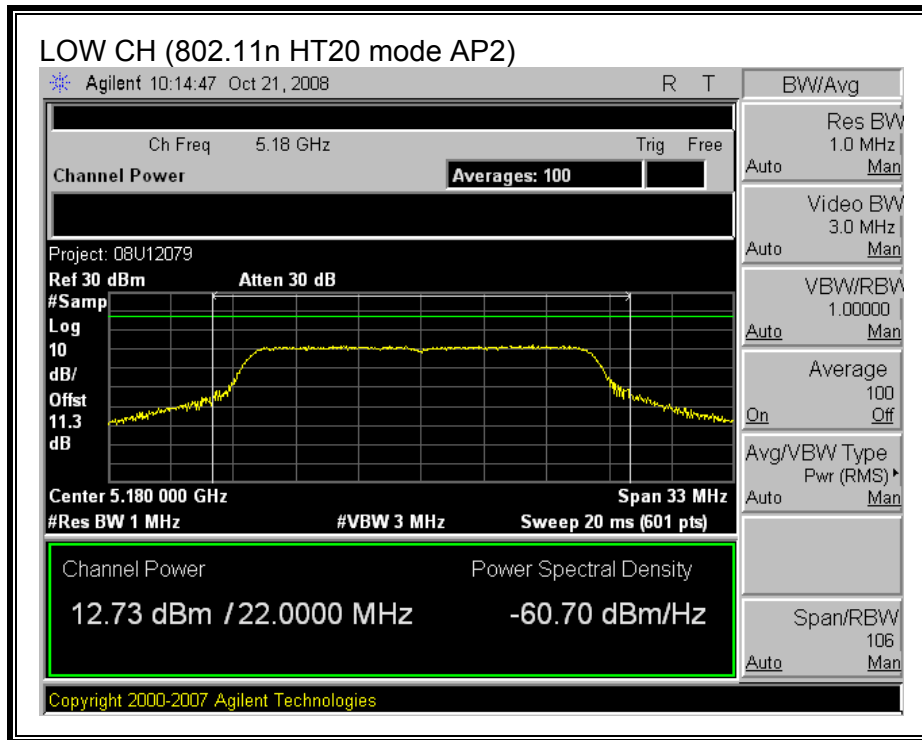 LOW CH (802.11n HT20 mode AP2)
Agilent 10:14:47 Oct 21, 2008 R T
Ch Freq 5.18 GHz Trig Free
Channel Power Averages: 100
Project: 08U12079
Ref 30 dBm Atten 30 dB
#Samp
Log
10
dB/
Offst
11.3
dB
Center 5.180 000 GHz Span 33 MHz
#Res BW 1 MHz #VBW 3 MHz Sweep 20 ms (601 pts)
Channel Power Power Spectral Density
12.73 dBm / 22.0000 MHz -60.70 dBm/Hz
Copyright 2000-2007 Agilent Technologies
BW/Avg
Res BW
1.0 MHz
Auto Man
Video BW
3.0 MHz
Auto Man
VBW/RBW
1.00000
Auto Man
Average
100
On Off
Avg/VBW Type
Pwr (RMS)
Auto Man
Span/RBW
106
Auto Man